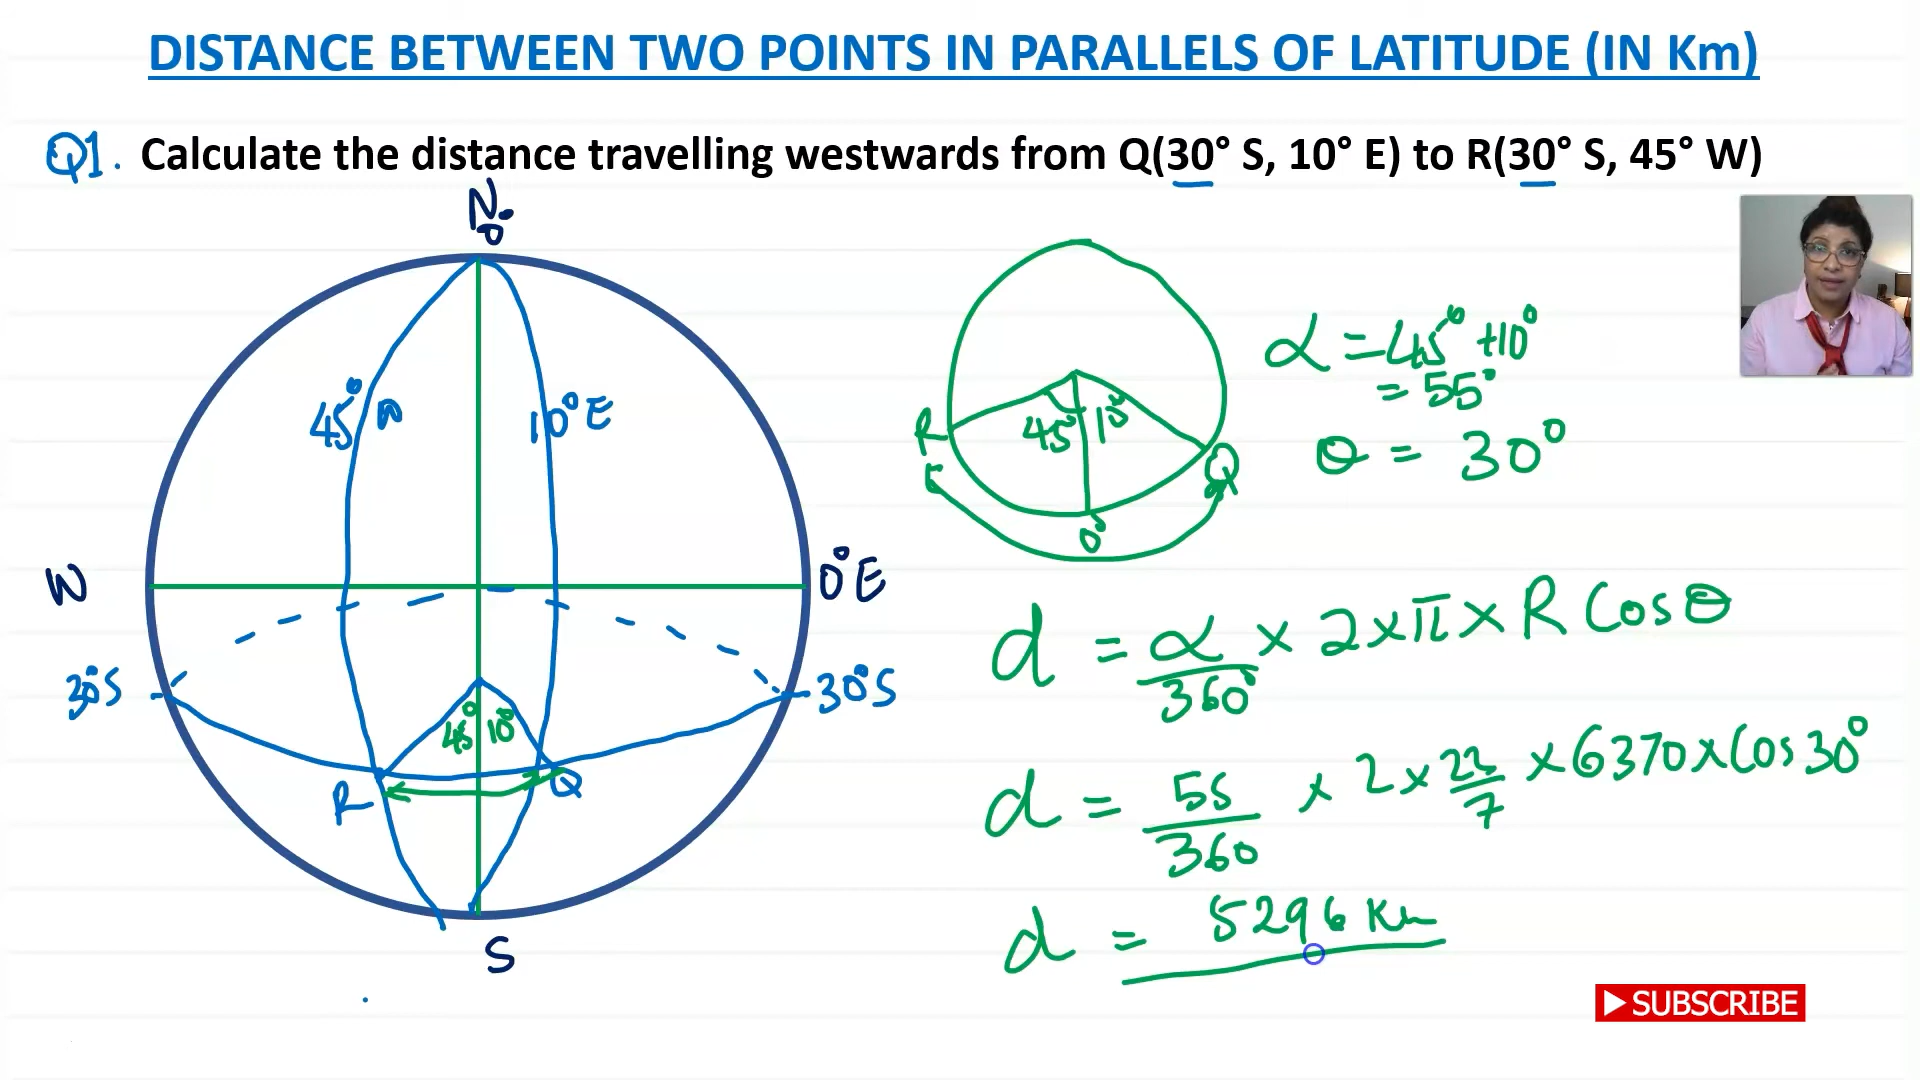 DISTANCE BETWEEN TWO POINTS IN PARALLELS OF LATITUDE (IN Km)
Q1. Calculate the distance travelling westwards from Q(30° S, 10° E) to R(30° S, 45° W)
N
45° W
10° E
W
0° E
30°S
30°S
45° 10°
R
Q
S
R
45° 10°
Q
0°
α = 45° + 10°
= 55°
θ = 30°
d = α/360° × 2 × π × R Cos θ
d = 55/360 × 2 × 22/7 × 6370 × Cos 30°
d = 5296 Km
SUBSCRIBE